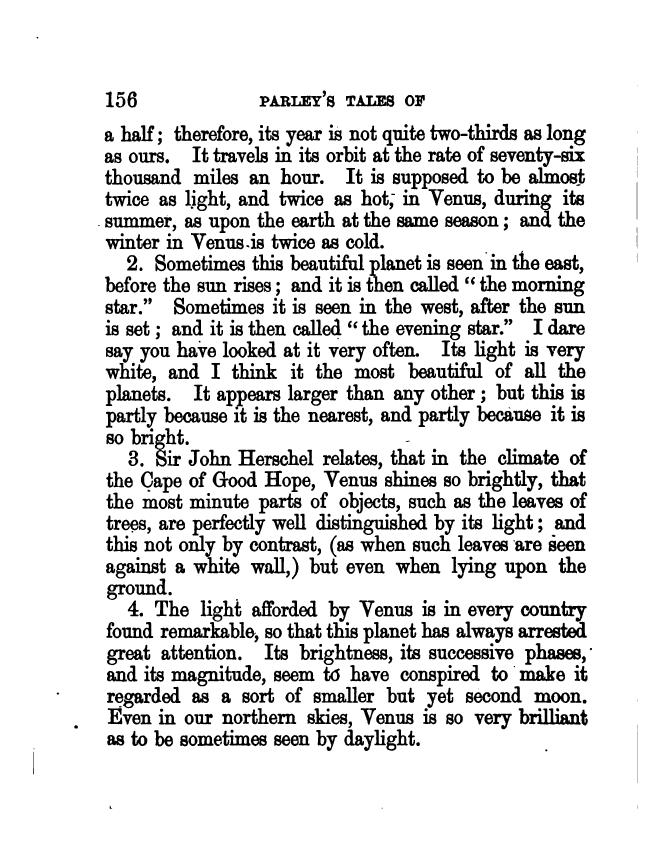 156 PARLEY'S TALES OF
a half; therefore, its year is not quite two-thirds as long
as ours. It travels in its orbit at the rate of seventy-six
thousand miles an hour. It is supposed to be almost
twice as light, and twice as hot, in Venus, during its
summer, as upon the earth at the same season; and the
winter in Venus is twice as cold.
2. Sometimes this beautiful planet is seen in the east,
before the sun rises; and it is then called "the morning
star." Sometimes it is seen in the west, after the sun
is set; and it is then called "the evening star." I dare
say you have looked at it very often. Its light is very
white, and I think it the most beautiful of all the
planets. It appears larger than any other; but this is
partly because it is the nearest, and partly because it is
so bright.
3. Sir John Herschel relates, that in the climate of
the Cape of Good Hope, Venus shines so brightly, that
the most minute parts of objects, such as the leaves of
trees, are perfectly well distinguished by its light; and
this not only by contrast, (as when such leaves are seen
against a white wall,) but even when lying upon the
ground.
4. The light afforded by Venus is in every country
found remarkable, so that this planet has always arrested
great attention. Its brightness, its successive phases,
and its magnitude, seem to have conspired to make it
regarded as a sort of smaller but yet second moon.
Even in our northern skies, Venus is so very brilliant
as to be sometimes seen by daylight.